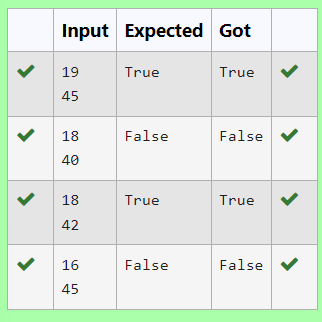 Input Expected Got
19 True True
45
18 False False
40
18 True True
42
16 False False
45